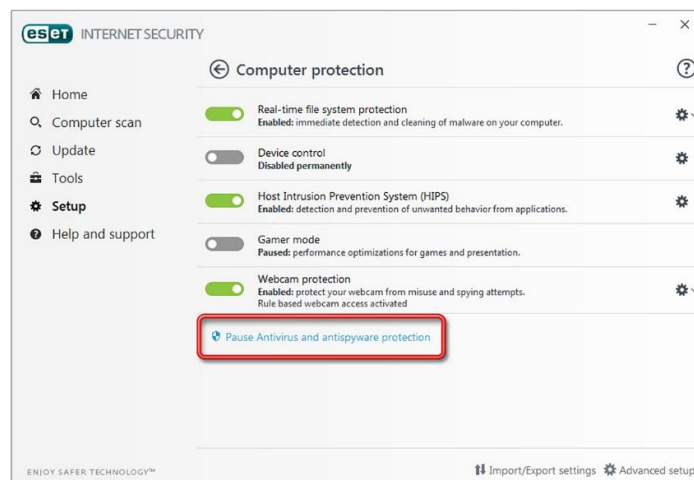 eset INTERNET SECURITY
Computer protection
Home
Computer scan
Update
Tools
Setup
Help and support
Real-time file system protection
Enabled: immediate detection and cleaning of malware on your computer.
Device control
Disabled permanently
Host Intrusion Prevention System (HIPS)
Enabled: detection and prevention of unwanted behavior from applications.
Gamer mode
Paused: performance optimizations for games and presentation.
Webcam protection
Enabled: protect your webcam from misuse and spying attempts.
Rule based webcam access activated
Pause Antivirus and antispyware protection
ENJOY SAFER TECHNOLOGY™
Import/Export settings Advanced setup